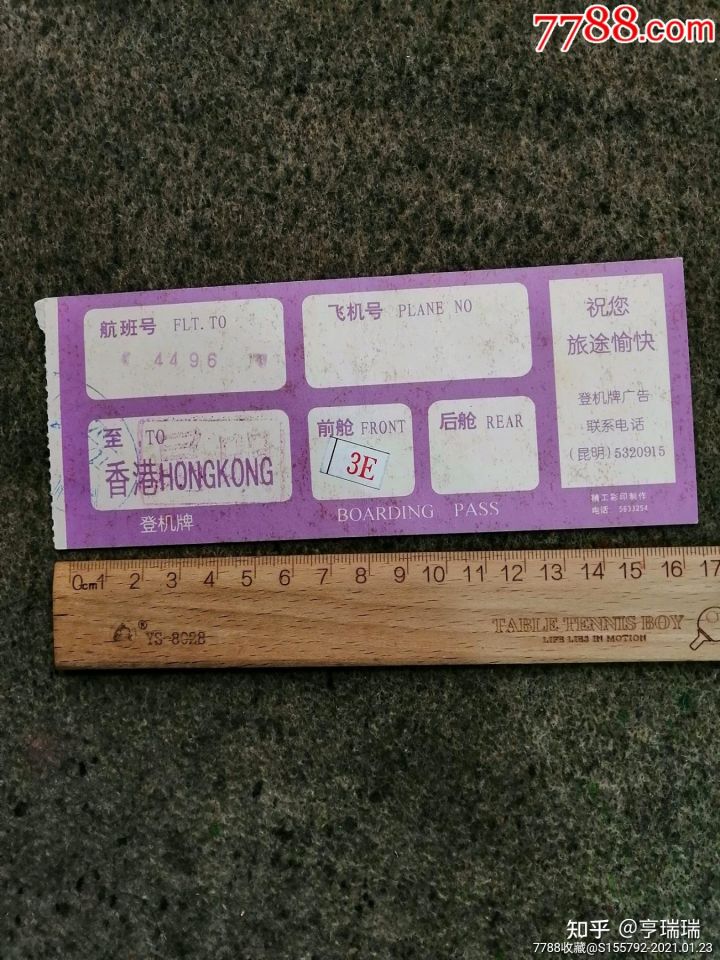 7788.com
航班号 FLT.TO
4496
飞机号 PLANE NO
祝您
旅途愉快
至 TO
香港HONGKONG
前舱 FRONT
3E
后舱 REAR
登机牌广告
联系电话
(昆明)5320915
登机牌
BOARDING PASS
精工彩印制作
电话: 5633254
0cm1 2 3 4 5 6 7 8 9 10 11 12 13 14 15 16 17
® YS-8028
TABLE TENNIS BOY
LIFE LIES IN MOTION
知乎 @亨瑞瑞
7788收藏@S155792-2021.01.23